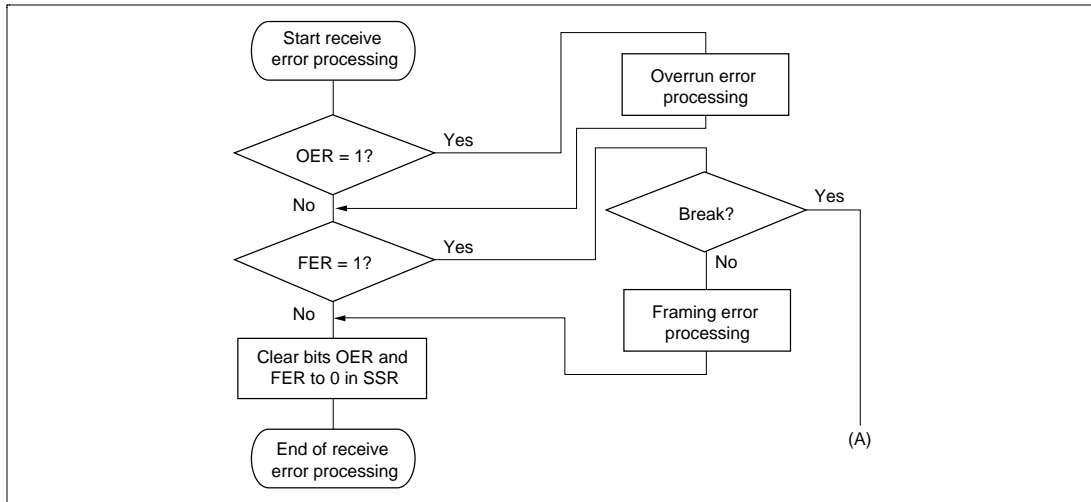 Start receive
error processing
OER = 1?
Yes
Overrun error
processing
No
FER = 1?
Yes
Break?
Yes
No
Framing error
processing
No
Clear bits OER and
FER to 0 in SSR
End of receive
error processing
(A)